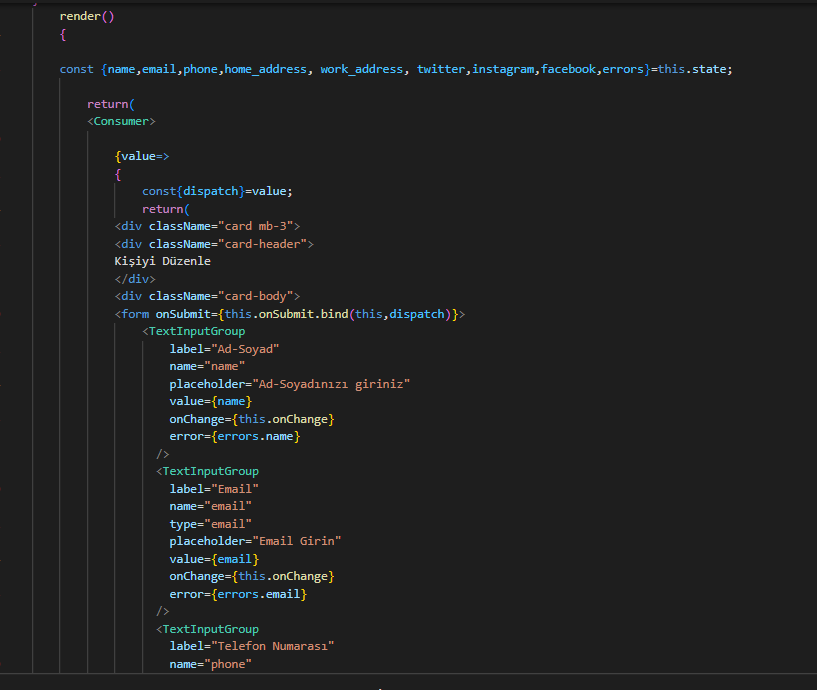 render()
{
const {name,email,phone,home_address, work_address, twitter,instagram,facebook,errors}=this.state;
return(
<Consumer>
{value=>
{
const{dispatch}=value;
return(
<div className="card mb-3">
<div className="card-header">
Kişiyi Düzenle
</div>
<div className="card-body">
<form onSubmit={this.onSubmit.bind(this,dispatch)}>
<TextInputGroup
label="Ad-Soyad"
name="name"
placeholder="Ad-Soyadınızı giriniz"
value={name}
onChange={this.onChange}
error={errors.name}
/>
<TextInputGroup
label="Email"
name="email"
type="email"
placeholder="Email Girin"
value={email}
onChange={this.onChange}
error={errors.email}
/>
<TextInputGroup
label="Telefon Numarası"
name="phone"